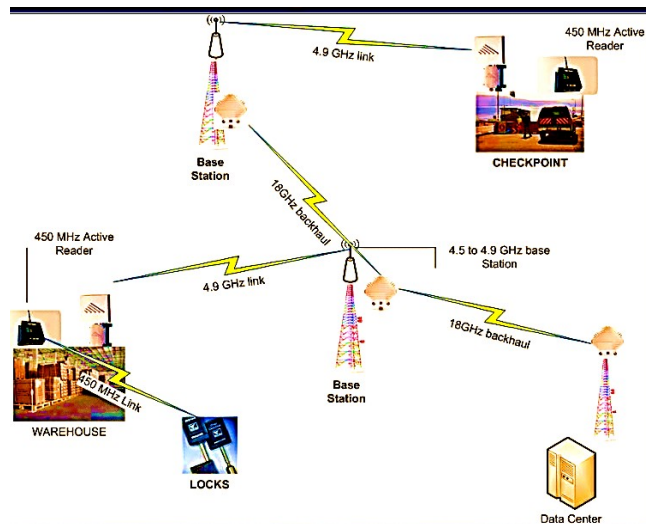 4.9 GHz link
450 MHz Active
Reader
CHECKPOINT
Base
Station
18GHz backhaul
450 MHz Active
Reader
4.5 to 4.9 GHz base
Station
4.9 GHz link
18GHz backhaul
450 MHz Link
Base
Station
WAREHOUSE
LOCKS
Data Center